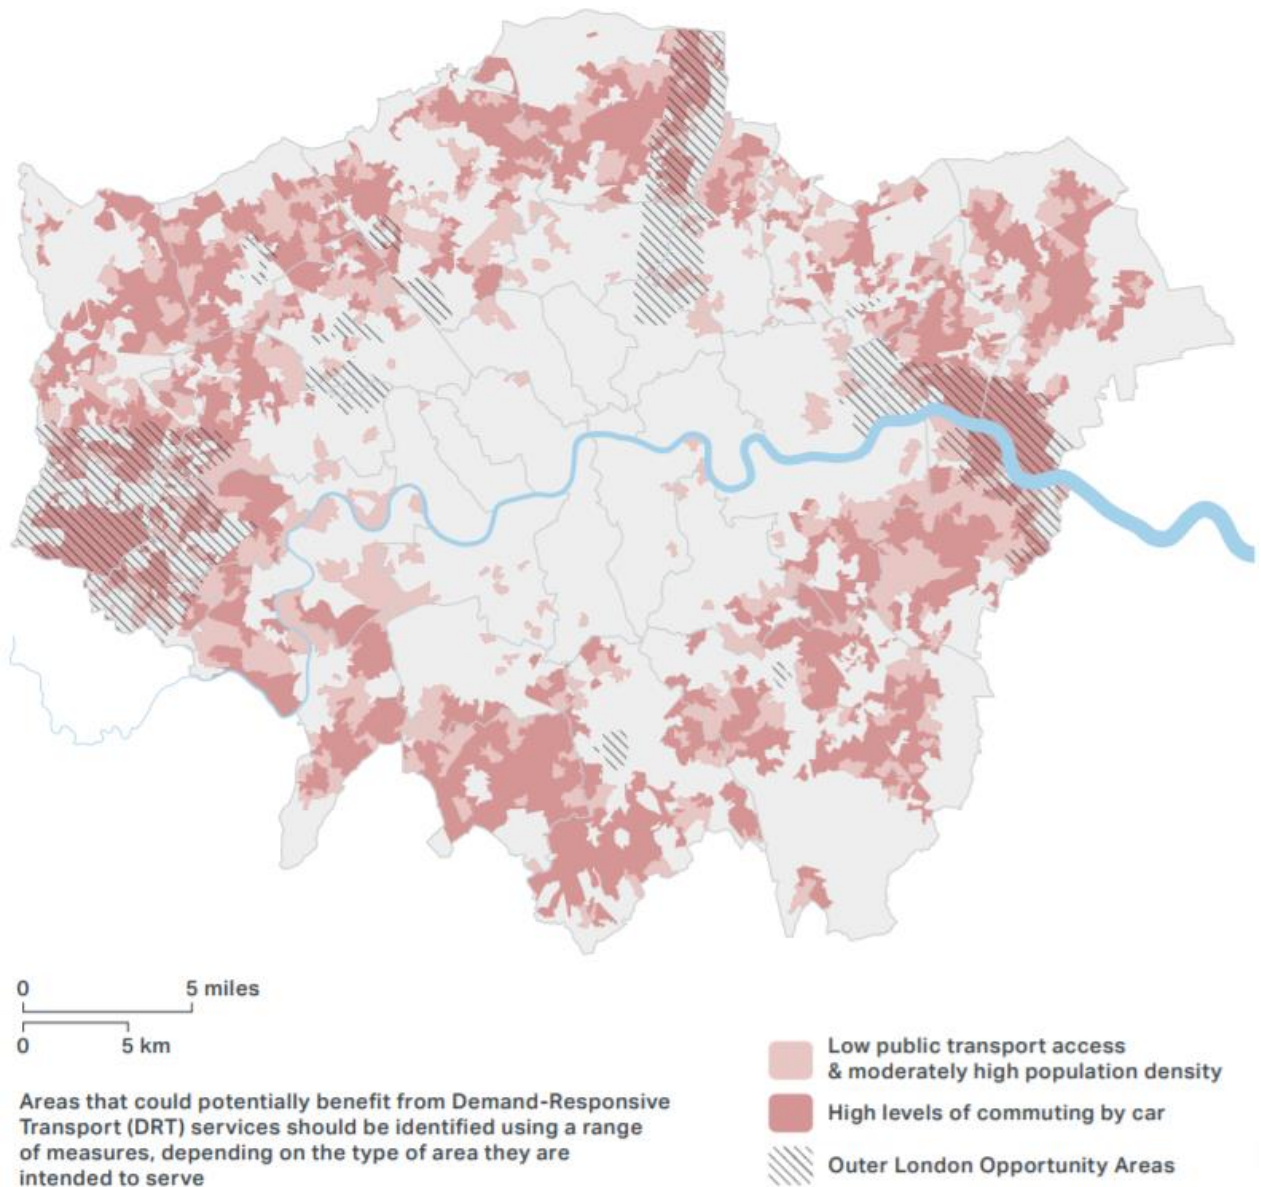 0 5 miles
0 5 km
Areas that could potentially benefit from Demand-Responsive
Transport (DRT) services should be identified using a range
of measures, depending on the type of area they are
intended to serve
Low public transport access
& moderately high population density
High levels of commuting by car
Outer London Opportunity Areas